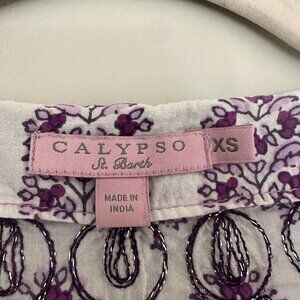 CALYPSO
St. Barth
XS
MADE IN
INDIA